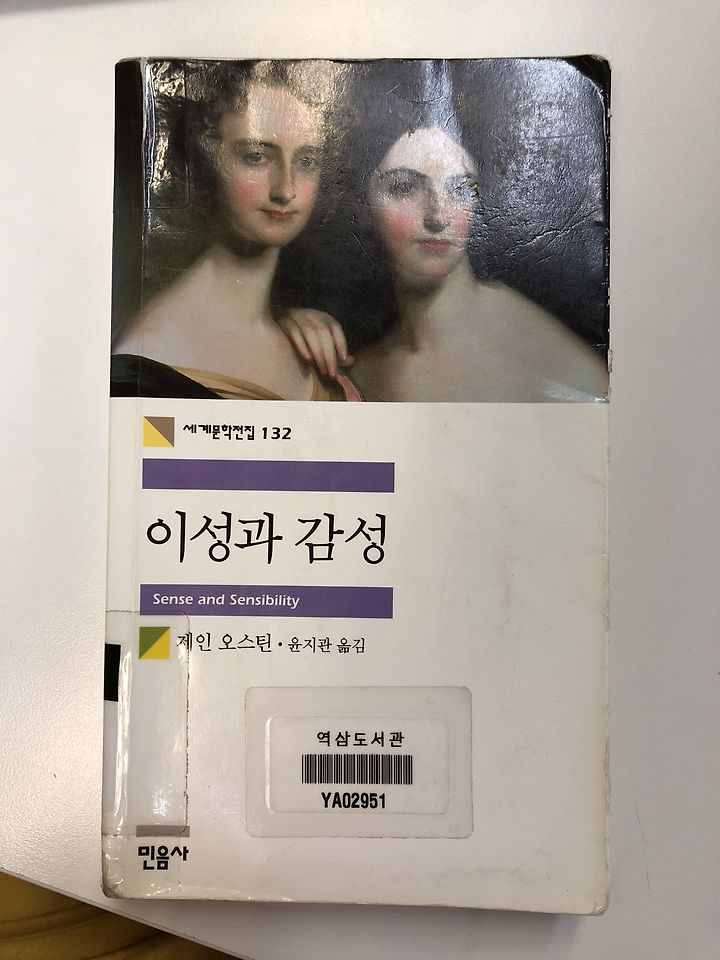 세계문학전집 132
이성과 감성
Sense and Sensibility
제인 오스틴 • 윤지관 옮김
역삼도서관
YA02951
민음사